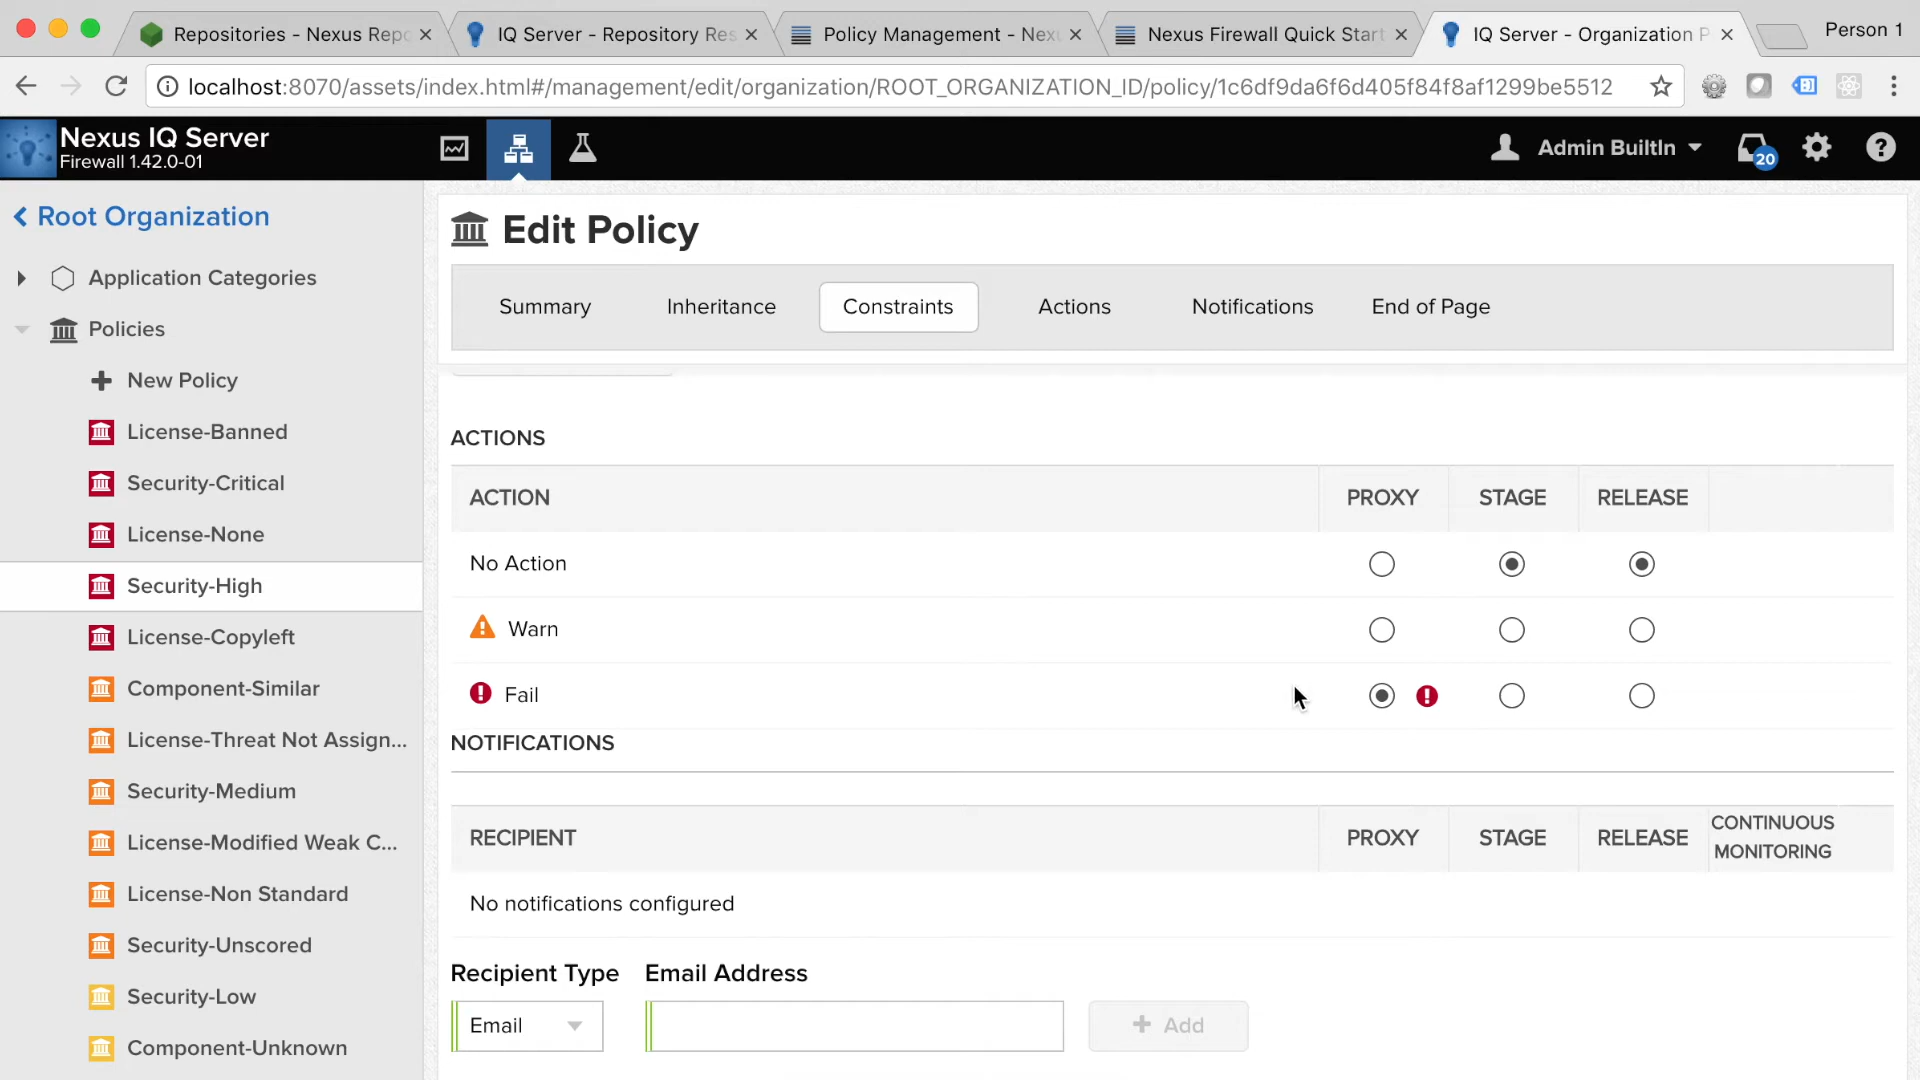 Repositories - Nexus Repo
IQ Server - Repository Res
Policy Management - Nexu
Nexus Firewall Quick Start
IQ Server - Organization P
Person 1
localhost:8070/assets/index.html#/management/edit/organization/ROOT_ORGANIZATION_ID/policy/1c6df9da6f6d405f84f8af1299be5512
Nexus IQ Server
Firewall 1.42.0-01
Admin BuiltIn
20
Root Organization
Application Categories
Policies
New Policy
License-Banned
Security-Critical
License-None
Security-High
License-Copyleft
Component-Similar
License-Threat Not Assign...
Security-Medium
License-Modified Weak C...
License-Non Standard
Security-Unscored
Security-Low
Component-Unknown
Edit Policy
Summary Inheritance Constraints Actions Notifications End of Page
ACTIONS
ACTION PROXY STAGE RELEASE
No Action
Warn
Fail
NOTIFICATIONS
RECIPIENT PROXY STAGE RELEASE CONTINUOUS MONITORING
No notifications configured
Recipient Type Email Address
Email + Add